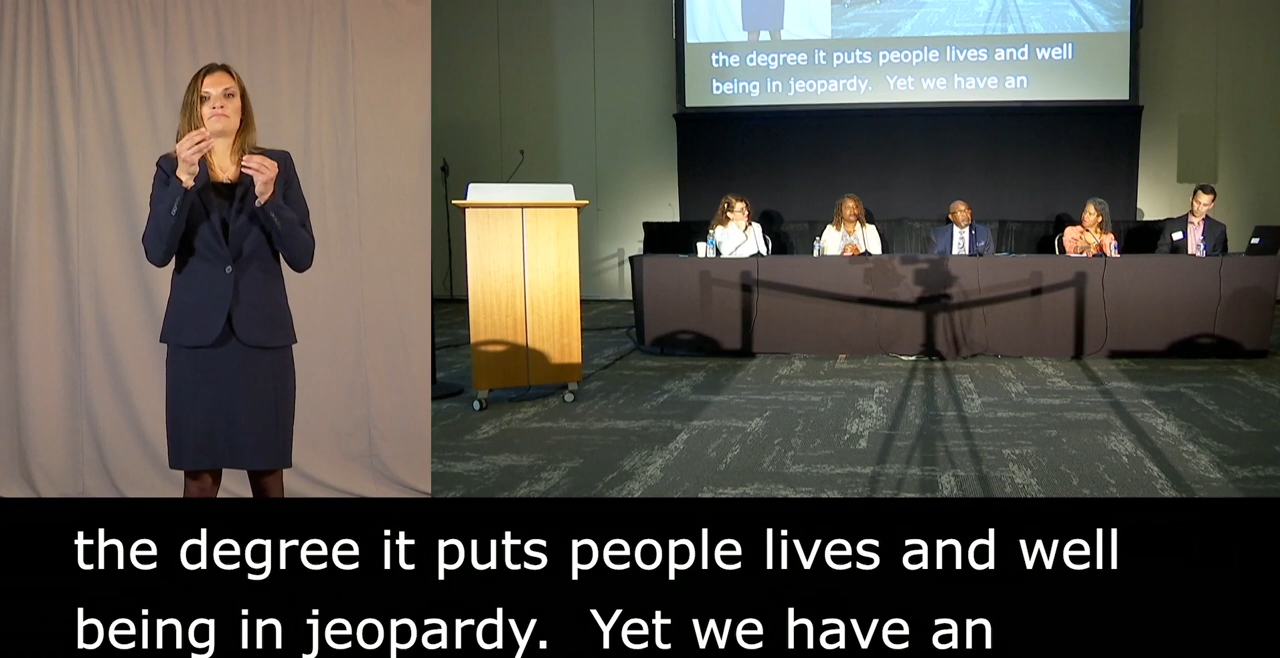 the degree it puts people lives and well
being in jeopardy.  Yet we have an
the degree it puts people lives and well
being in jeopardy.  Yet we have an